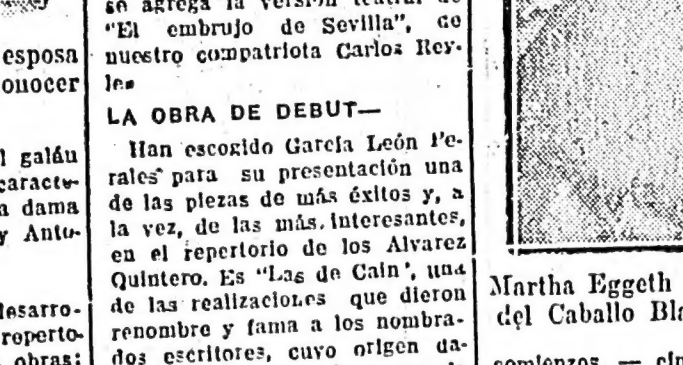 esposa
onocer
l galán
caracte-
a dama
y Anto-
desarro-
reperto-
obras:
se agrega la versión teatral de
"El embrujo de Sevilla", de
nuestro compatriota Carlos Rey-
les
LA OBRA DE DEBUT—
Han escogido García León Pe-
rales para su presentación una
de las piezas de más éxitos y, a
la vez, de las más interesantes,
en el repertorio de los Alvarez
Quintero. Es "Las de Cain", una
de las realizaciones que dieron
renombre y fama a los nombra-
dos escritores, cuyo origen da-
Martha Eggeth
del Caballo Bla
comienzos — cin